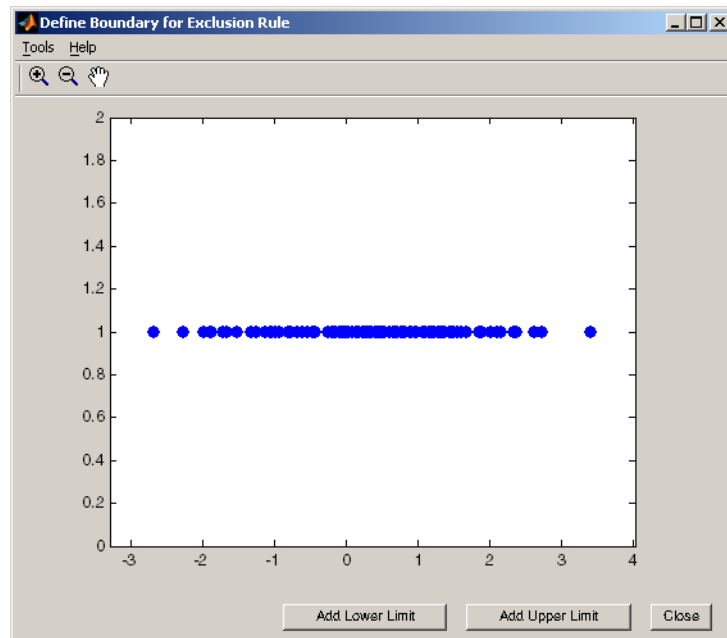 Define Boundary for Exclusion Rule
Tools Help
2
1.8
1.6
1.4
1.2
1
0.8
0.6
0.4
0.2
0
-3 -2 -1 0 1 2 3 4
Add Lower Limit Add Upper Limit Close